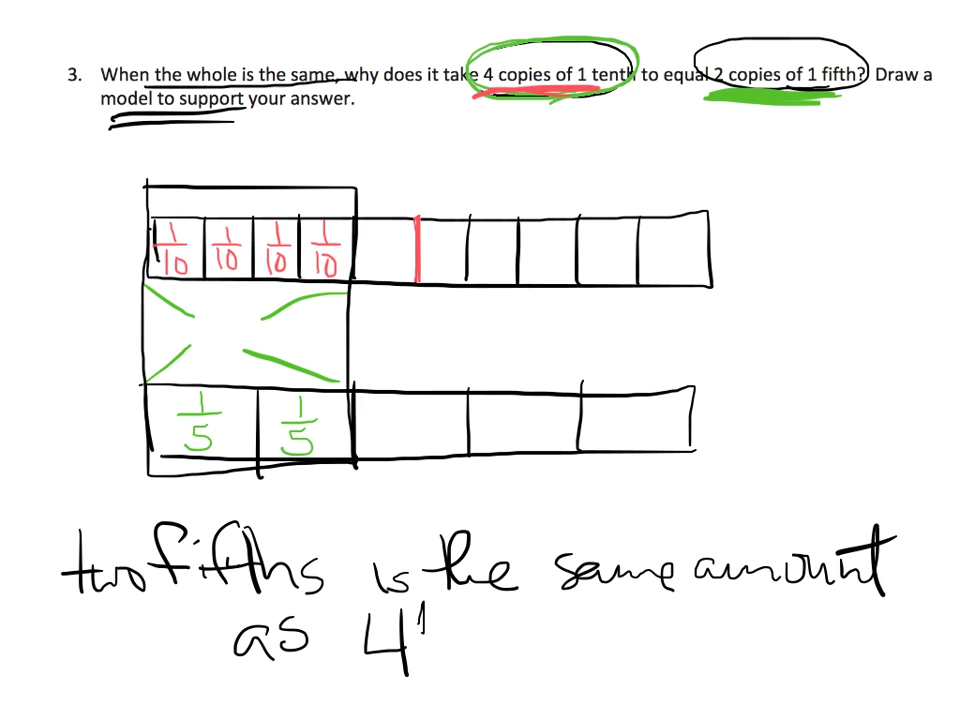 3. When the whole is the same, why does it take 4 copies of 1 tenth to equal 2 copies of 1 fifth? Draw a
model to support your answer.
1/10 1/10 1/10 1/10
1/5 1/5
two fifths is the same amount
as 4